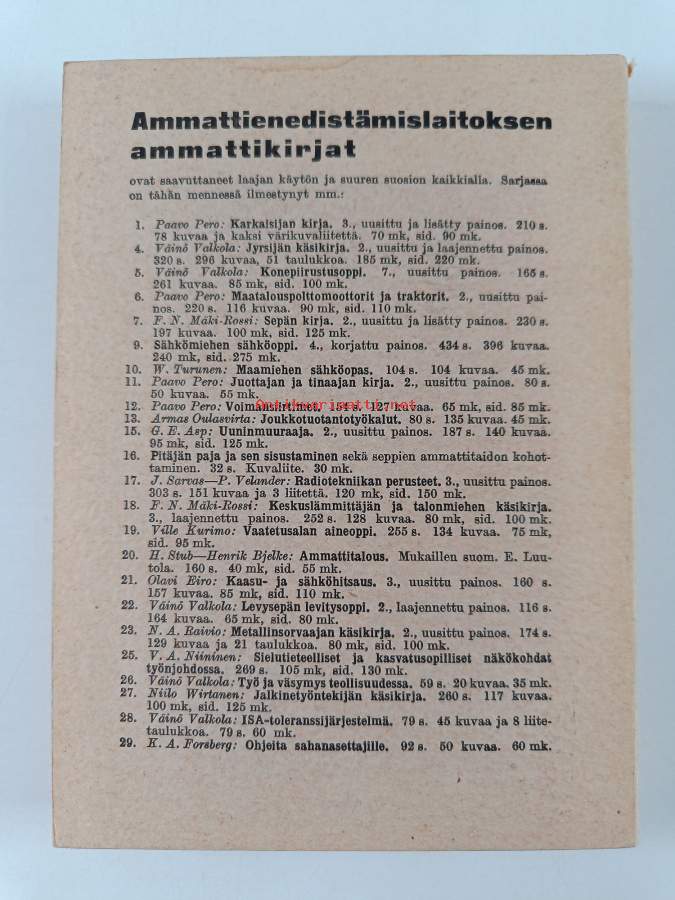 Ammattienedistämislaitoksen
ammattikirjat
ovat saavuttaneet laajan käytön ja suuren suosion kaikkialla. Sarjassa
on tähän mennessä ilmestynyt mm.:
1. Paavo Pero: Karkaisijan kirja. 3., uusittu ja lisätty painos. 210 s.
78 kuvaa ja kaksi värikuvaliitettä. 70 mk, sid. 90 mk.
4. Väinö Valkola: Jyrsijän käsikirja. 2., uusittu ja laajennettu painos.
320 s. 296 kuvaa, 51 taulukkoa. 185 mk, sid. 220 mk.
5. Väinö Valkola: Konepiirustusoppi. 7., uusittu painos. 165 s.
261 kuvaa. 85 mk, sid. 100 mk.
6. Paavo Pero: Maatalouspolttomoottorit ja traktorit. 2., uusittu pai-
nos. 220 s. 116 kuvaa. 90 mk, sid. 110 mk.
7. F. N. Mäki-Rossi: Sepän kirja. 2., uusittu ja lisätty painos. 230 s.
197 kuvaa. 100 mk, sid. 125 mk.
9. Sähkömiehen sähköoppi. 4., korjattu painos. 434 s. 396 kuvaa.
240 mk, sid. 275 mk.
10. W. Turunen: Maamiehen sähköopas. 104 s. 104 kuvaa. 45 mk.
11. Paavo Pero: Juottajan ja tinaajan kirja. 2., uusittu painos. 80 s.
50 kuvaa. 55 mk.
Antikvariaatti.net
12. Paavo Pero: Voimansiirtimet. 154 s. 127 kuvaa. 65 mk, sid. 85 mk.
13. Armas Oulasvirta: Joukkotuotantotyökalut. 80 s. 135 kuvaa. 45 mk.
15. G. E. Asp: Uuninmuuraaja. 2., uusittu painos. 187 s. 140 kuvaa.
95 mk, sid. 125 mk.
16. Pitäjän paja ja sen sisustaminen sekä seppien ammattitaidon kohot-
taminen. 32 s. Kuvaliite. 30 mk.
17. J. Sarvas—P. Velander: Radiotekniikan perusteet. 3., uusittu painos.
303 s. 151 kuvaa ja 3 liitettä. 120 mk, sid. 150 mk.
18. F. N. Mäki-Rossi: Keskuslämmittäjän ja talonmiehen käsikirja.
3., laajennettu painos. 252 s. 128 kuvaa. 80 mk, sid. 100 mk.
19. Ville Kurimo: Vaatetusalan aineoppi. 255 s. 134 kuvaa. 75 mk,
sid. 95 mk.
20. H. Stub—Henrik Bjelke: Ammattitalous. Mukaillen suom. E. Luu-
tola. 160 s. 40 mk, sid. 55 mk.
21. Olavi Eiro: Kaasu- ja sähköhitsaus. 3., uusittu painos. 160 s.
157 kuvaa. 85 mk, sid. 110 mk.
22. Väinö Valkola: Levysepän levitysoppi. 2., laajennettu painos. 116 s.
164 kuvaa. 65 mk, sid. 80 mk.
23. N. A. Raivio: Metallinsorvaajan käsikirja. 2., uusittu painos. 174 s.
129 kuvaa ja 21 taulukkoa. 80 mk, sid. 100 mk.
25. V. A. Niininen: Sielutieteelliset ja kasvatusopilliset näkökohdat
työnjohdossa. 269 s. 105 mk, sid. 130 mk.
26. Väinö Valkola: Työ ja väsymys teollisuudessa. 59 s. 20 kuvaa. 35 mk.
27. Niilo Wirtanen: Jalkinetyöntekijän käsikirja. 260 s. 117 kuvaa.
100 mk, sid. 125 mk.
28. Väinö Valkola: ISA-toleranssijärjestelmä. 79 s. 45 kuvaa ja 8 liite-
taulukkoa. 79 s. 60 mk.
29. K. A. Forsberg: Ohjeita sahanasettajille. 92 s. 50 kuvaa. 60 mk.